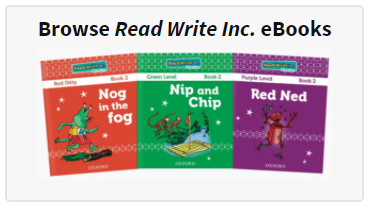 Browse Read Write Inc. eBooks
Red Ditty Book 2
Nog
in the
fog
OXFORD
Green Level Book 2
Nip and
Chip
OXFORD
Purple Level Book 2
Red Ned
OXFORD